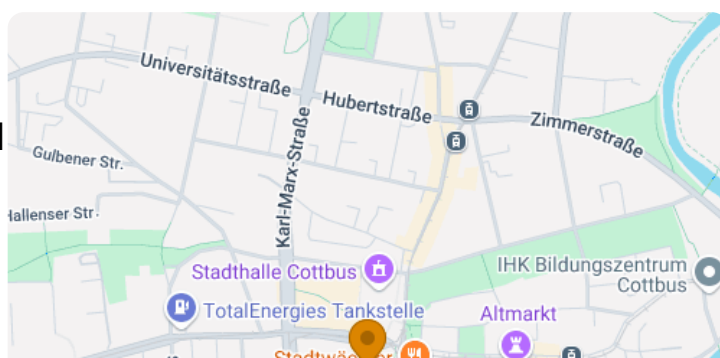 Universitätsstraße
Hubertstraße
Zimmerstraße
Karl-Marx-Straße
Gulbener Str.
Hallenser Str.
Stadthalle Cottbus
IHK Bildungszentrum
Cottbus
TotalEnergies Tankstelle
Altmarkt